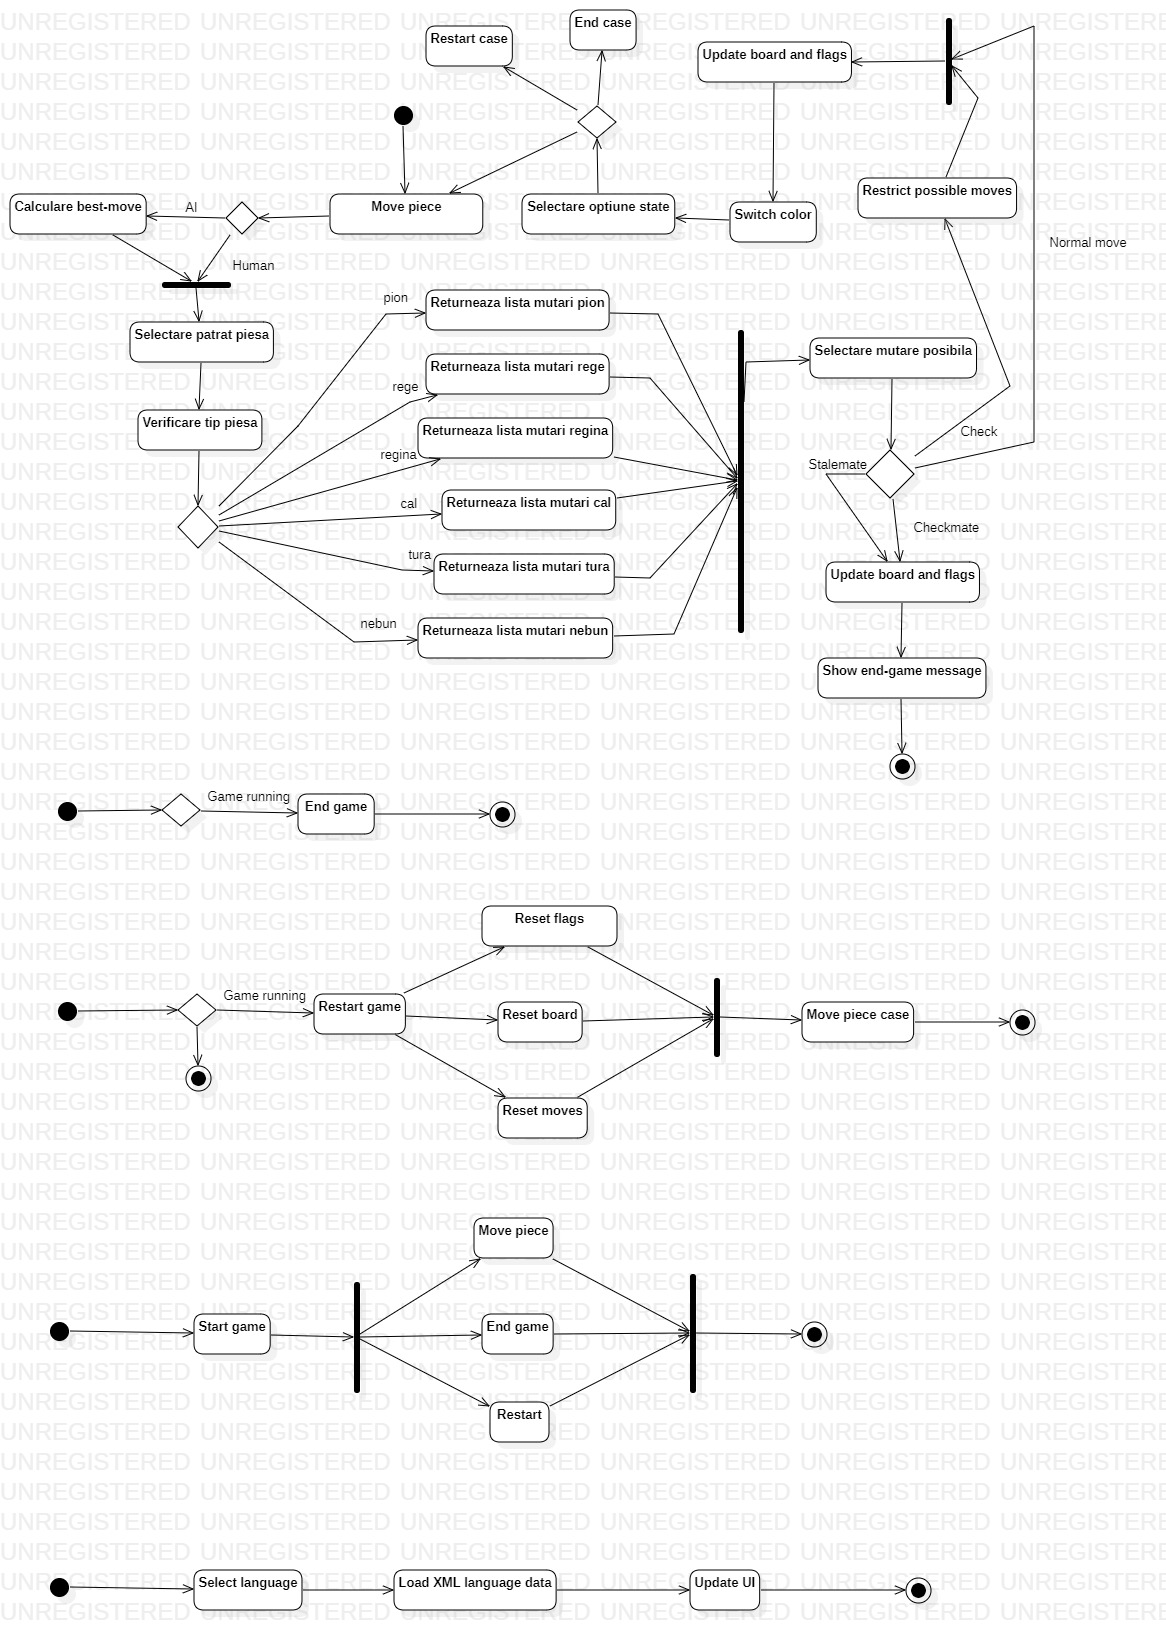 End case
Restart case
Update board and flags
Calculare best-move
AI
Move piece
Selectare optiune state
Switch color
Restrict possible moves
Normal move
Human
Selectare patrat piesa
pion
Returneaza lista mutari pion
Selectare mutare posibila
rege
Returneaza lista mutari rege
Verificare tip piesa
regina
Returneaza lista mutari regina
Check
Stalemate
cal
Returneaza lista mutari cal
Checkmate
tura
Returneaza lista mutari tura
Update board and flags
nebun
Returneaza lista mutari nebun
Show end-game message
Game running
End game
Reset flags
Game running
Restart game
Reset board
Move piece case
Reset moves
Move piece
Start game
End game
Restart
Select language
Load XML language data
Update UI
UNREGISTERED